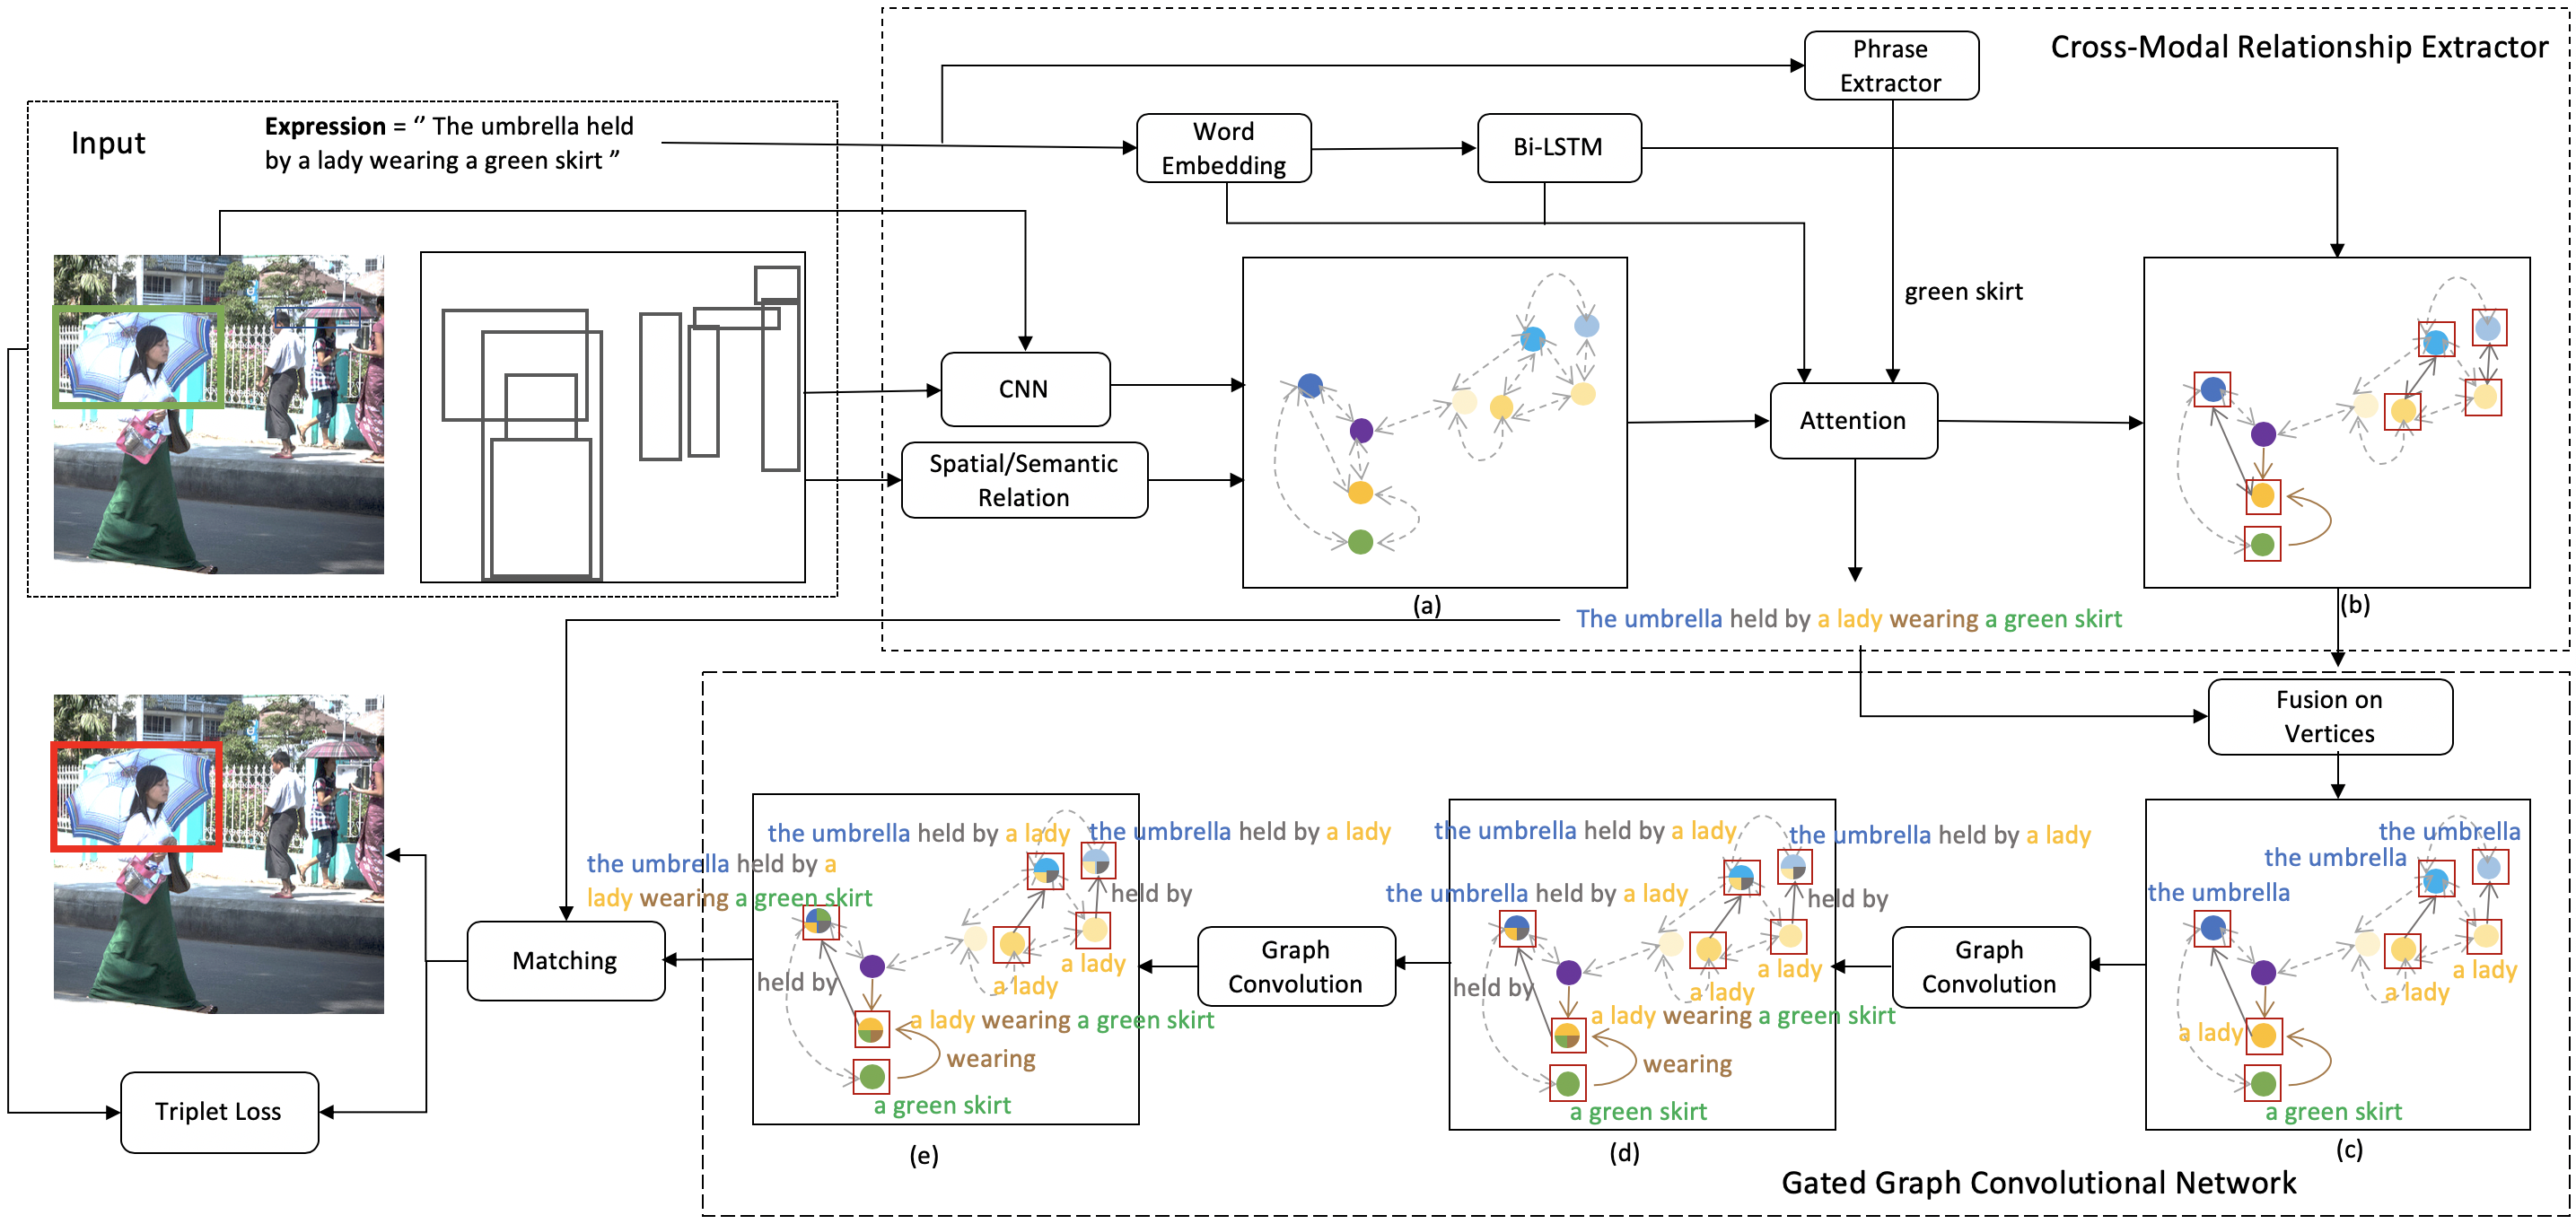 Cross-Modal Relationship Extractor
Phrase
Extractor
Input
Expression = “ The umbrella held
by a lady wearing a green skirt ”
Word
Embedding
Bi-LSTM
green skirt
CNN
Attention
Spatial/Semantic
Relation
(a)
(b)
The umbrella held by a lady wearing a green skirt
Fusion on
Vertices
the umbrella
the umbrella
the umbrella
a lady
a lady
a lady
a green skirt
(c)
Graph
Convolution
the umbrella held by a lady
the umbrella held by a lady
the umbrella held by a lady
held by
held by
a lady
a lady
a lady wearing a green skirt
wearing
a green skirt
(d)
Graph
Convolution
the umbrella held by a lady
the umbrella held by a lady
the umbrella held by a
lady wearing a green skirt
held by
held by
a lady
a lady
a lady wearing a green skirt
wearing
a green skirt
(e)
Matching
Triplet Loss
Gated Graph Convolutional Network